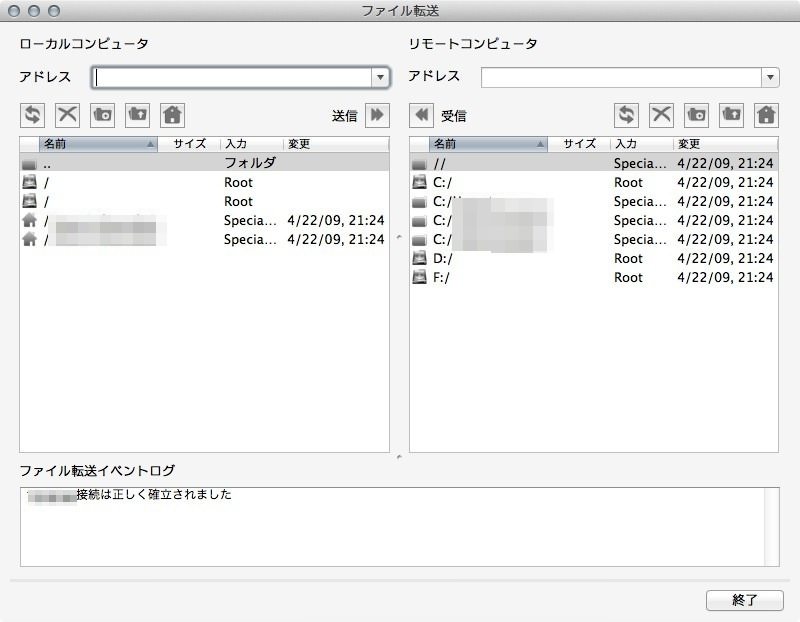 ファイル転送
ローカルコンピュータ
リモートコンピュータ
アドレス
アドレス
送信
受信
名前 サイズ 入力 変更
.. フォルダ
/ Root
/ Root
/ Specia... 4/22/09, 21:24
/ Specia... 4/22/09, 21:24
名前 サイズ 入力 変更
// Specia... 4/22/09, 21:24
C:/ Root 4/22/09, 21:24
C:/ Specia... 4/22/09, 21:24
C:/ Specia... 4/22/09, 21:24
C:/ Specia... 4/22/09, 21:24
D:/ Root 4/22/09, 21:24
F:/ Root 4/22/09, 21:24
ファイル転送イベントログ
接続は正しく確立されました
終了